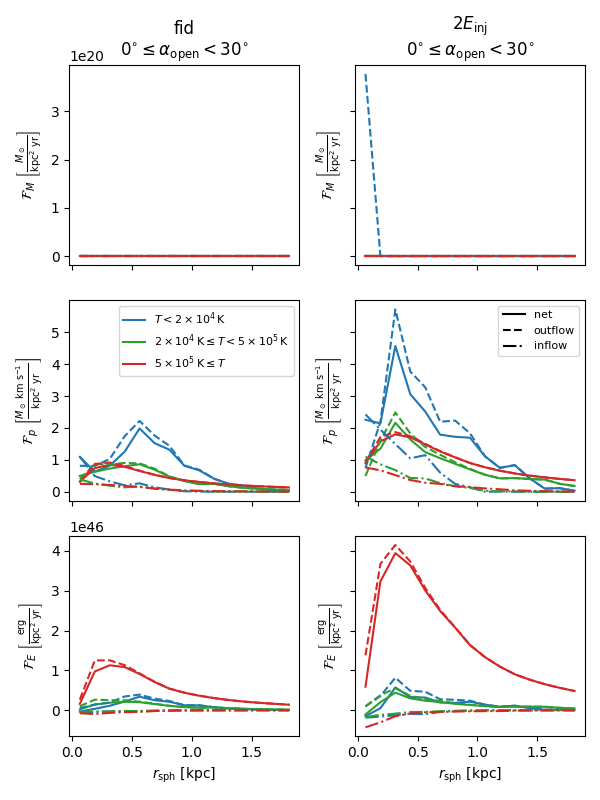 fid
0° ≤ α_open < 30°
2E_inj
0° ≤ α_open < 30°
1e20
3
2
1
0
ℱ_M [M_⊙ / kpc² yr]
ℱ_M [M_⊙ / kpc² yr]
T < 2 × 10⁴ K
2 × 10⁴ K ≤ T < 5 × 10⁵ K
5 × 10⁵ K ≤ T
net
outflow
inflow
5
4
3
2
1
0
ℱ_p [M_⊙ km s⁻¹ / kpc² yr]
ℱ_p [M_⊙ km s⁻¹ / kpc² yr]
1e46
4
3
2
1
0
ℱ_E [erg / kpc² yr]
ℱ_E [erg / kpc² yr]
0.0 0.5 1.0 1.5
0.0 0.5 1.0 1.5
r_sph [kpc]
r_sph [kpc]